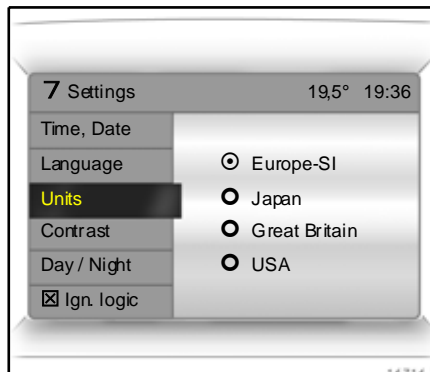 7 Settings 19,5° 19:36
Time, Date
Language
Europe-SI
Units
Japan
Contrast
Great Britain
Day / Night
USA
Ign. logic